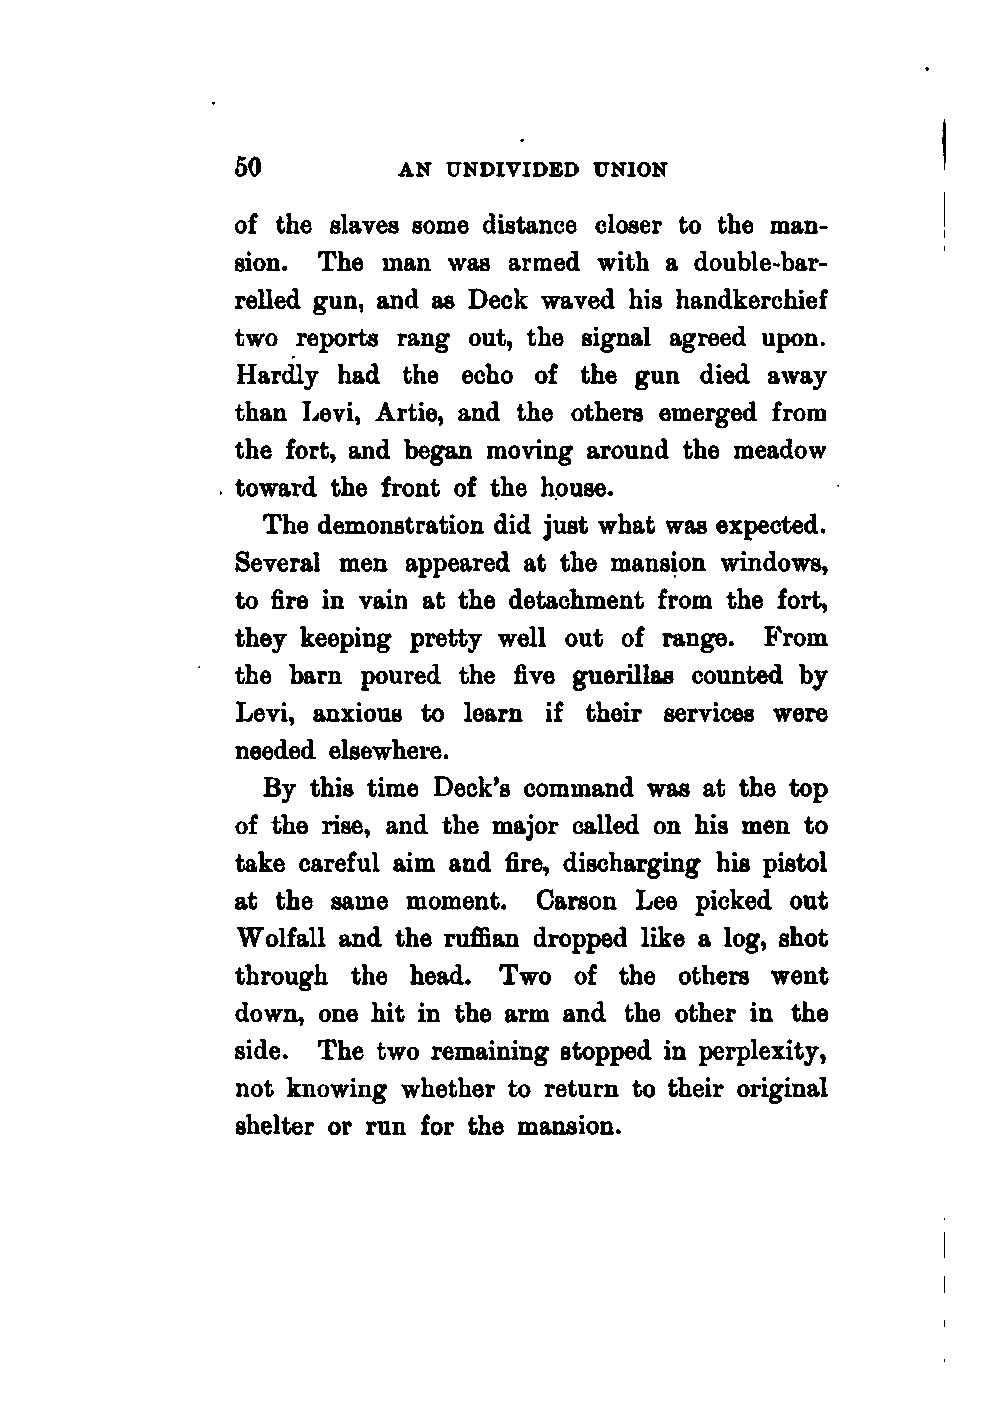 50 AN UNDIVIDED UNION
of the slaves some distance closer to the man-
sion. The man was armed with a double-bar-
relled gun, and as Deck waved his handkerchief
two reports rang out, the signal agreed upon.
Hardly had the echo of the gun died away
than Levi, Artie, and the others emerged from
the fort, and began moving around the meadow
toward the front of the house.
The demonstration did just what was expected.
Several men appeared at the mansion windows,
to fire in vain at the detachment from the fort,
they keeping pretty well out of range. From
the barn poured the five guerillas counted by
Levi, anxious to learn if their services were
needed elsewhere.
By this time Deck's command was at the top
of the rise, and the major called on his men to
take careful aim and fire, discharging his pistol
at the same moment. Carson Lee picked out
Wolfall and the ruffian dropped like a log, shot
through the head. Two of the others went
down, one hit in the arm and the other in the
side. The two remaining stopped in perplexity,
not knowing whether to return to their original
shelter or run for the mansion.